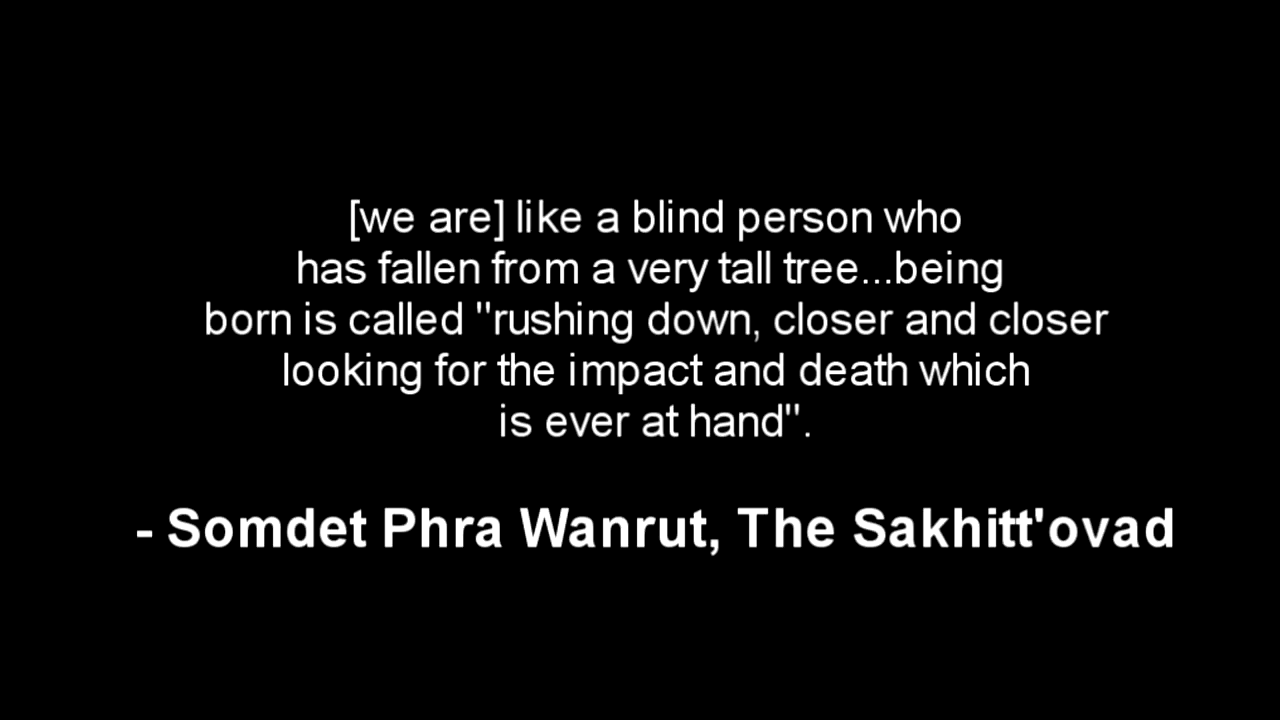 [we are] like a blind person who
has fallen from a very tall tree...being
born is called "rushing down, closer and closer
looking for the impact and death which
is ever at hand".
- Somdet Phra Wanrut, The Sakhitt'ovad